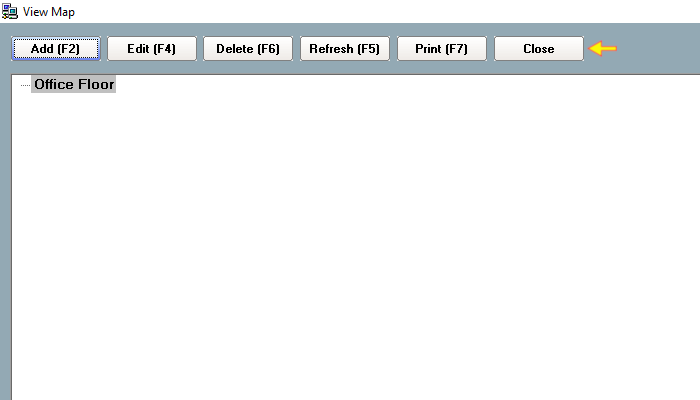 View Map
Add (F2) Edit (F4) Delete (F6) Refresh (F5) Print (F7) Close
Office Floor